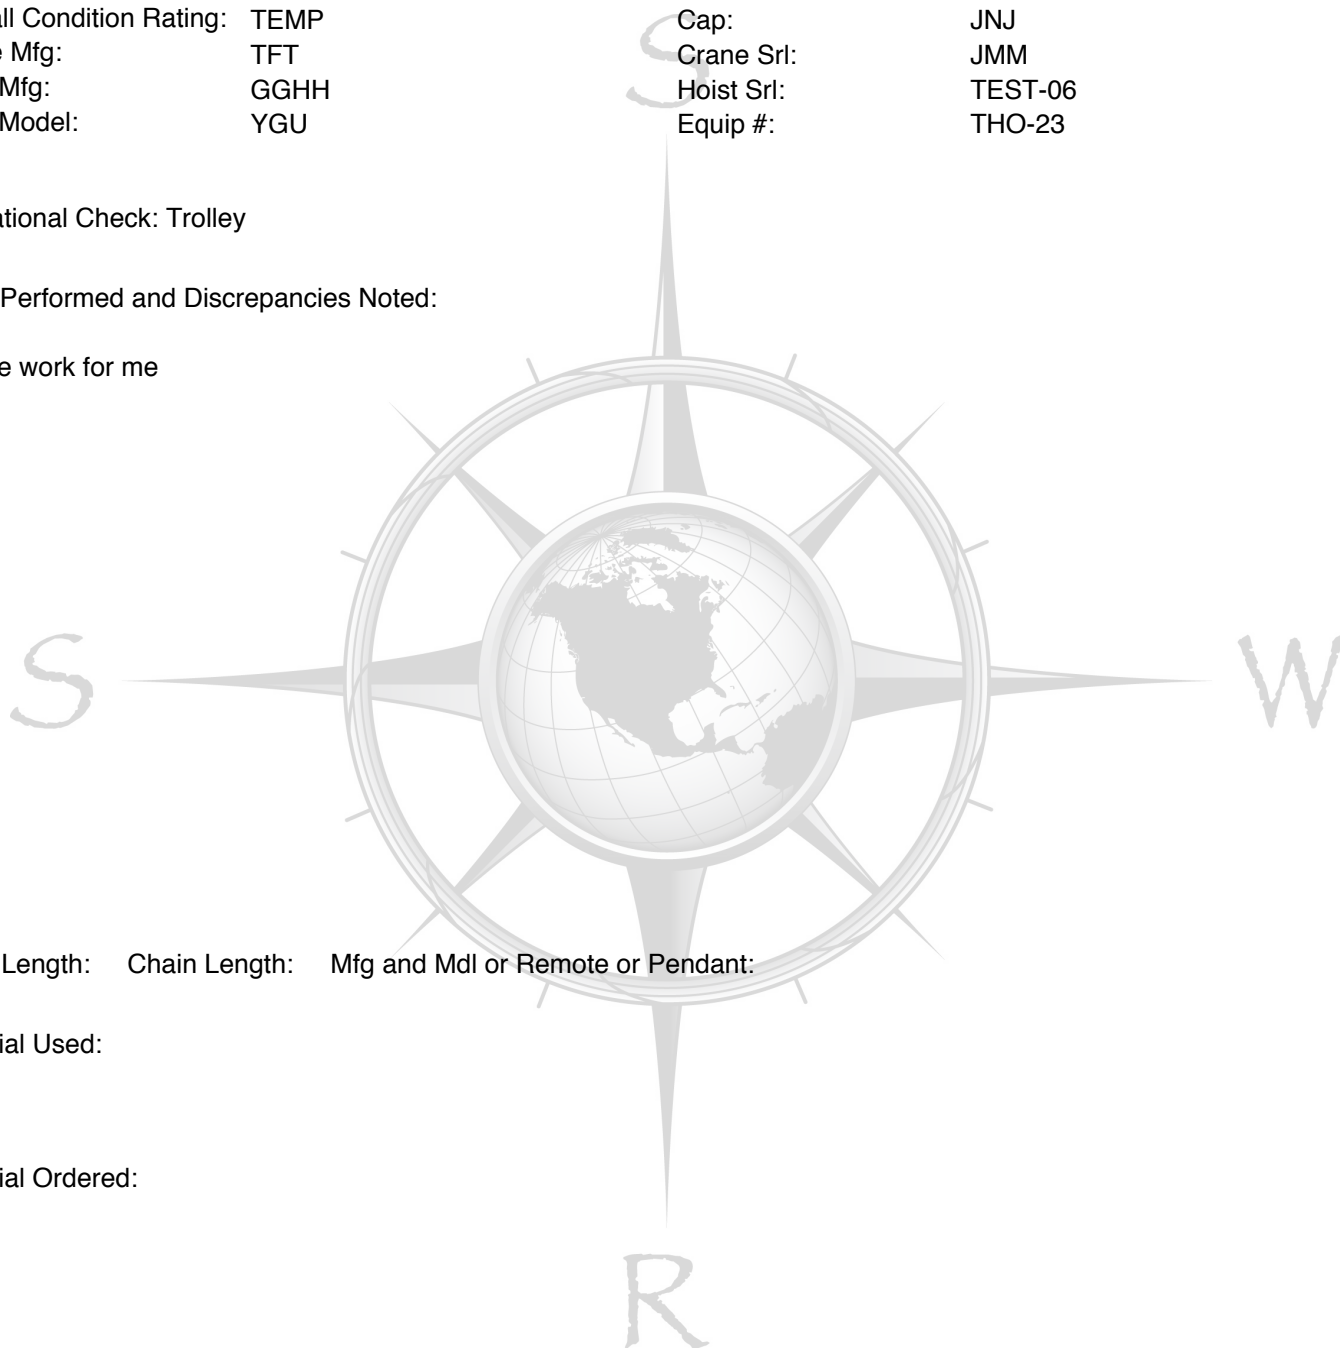 all Condition Rating: TEMP Cap: JNJ
e Mfg: TFT Crane Srl: JMM
Mfg: GGHH Hoist Srl: TEST-06
Model: YGU Equip #: THO-23
ational Check: Trolley
Performed and Discrepancies Noted:
e work for me
S
S
W
Length: Chain Length: Mfg and Mdl or Remote or Pendant:
ial Used:
ial Ordered:
R